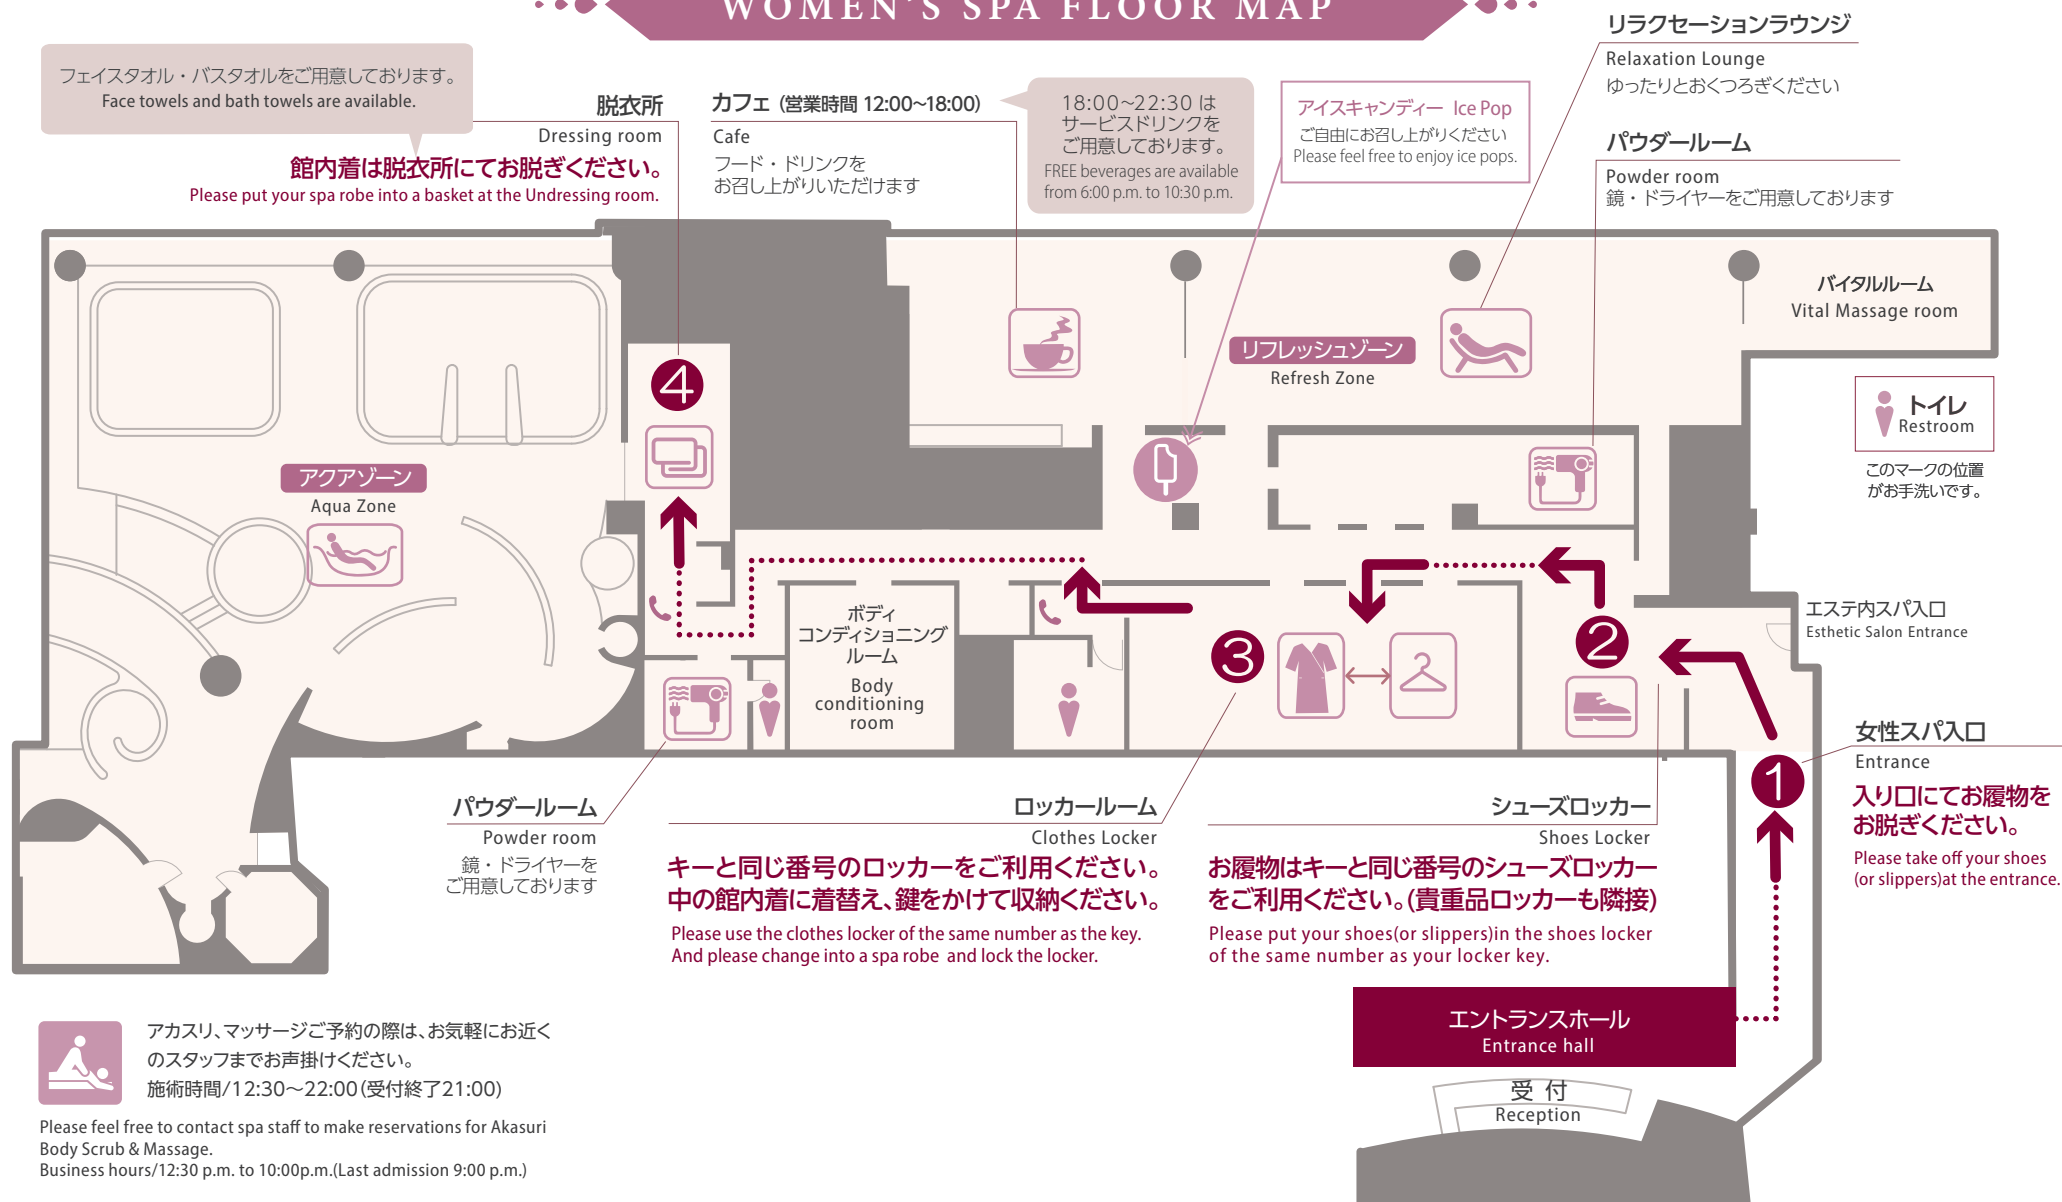 WOMEN'S SPA FLOOR MAP
フェイスタオル・バスタオルをご用意しております。
Face towels and bath towels are available.
脱衣所
Dressing room
館内着は脱衣所にてお脱ぎください。
Please put your spa robe into a basket at the Undressing room.
カフェ（営業時間 12:00~18:00）
Cafe
フード・ドリンクを
お召し上がりいただけます
18:00~22:30 は
サービスドリンクを
ご用意しております。
FREE beverages are available
from 6:00 p.m. to 10:30 p.m.
アイスキャンディー Ice Pop
ご自由にお召し上がりください
Please feel free to enjoy ice pops.
リラクセーションラウンジ
Relaxation Lounge
ゆったりとおくつろぎください
パウダールーム
Powder room
鏡・ドライヤーをご用意しております
バイタルルーム
Vital Massage room
リフレッシュゾーン
Refresh Zone
トイレ
Restroom
このマークの位置
がお手洗いです。
4
アクアゾーン
Aqua Zone
ボディ
コンディショニング
ルーム
Body
conditioning
room
3
2
エステ内スパ入口
Esthetic Salon Entrance
1
女性スパ入口
Entrance
入り口にてお履物を
お脱ぎください。
Please take off your shoes
(or slippers)at the entrance.
パウダールーム
Powder room
鏡・ドライヤーを
ご用意しております
ロッカールーム
Clothes Locker
キーと同じ番号のロッカーをご利用ください。
中の館内着に着替え、鍵をかけて収納ください。
Please use the clothes locker of the same number as the key.
And please change into a spa robe and lock the locker.
シューズロッカー
Shoes Locker
お履物はキーと同じ番号のシューズロッカー
をご利用ください。(貴重品ロッカーも隣接)
Please put your shoes(or slippers)in the shoes locker
of the same number as your locker key.
エントランスホール
Entrance hall
受付
Reception
アカスリ、マッサージご予約の際は、お気軽にお近く
のスタッフまでお声掛けください。
施術時間/12:30～22:00(受付終了21:00)
Please feel free to contact spa staff to make reservations for Akasuri
Body Scrub & Massage.
Business hours/12:30 p.m. to 10:00p.m.(Last admission 9:00 p.m.)